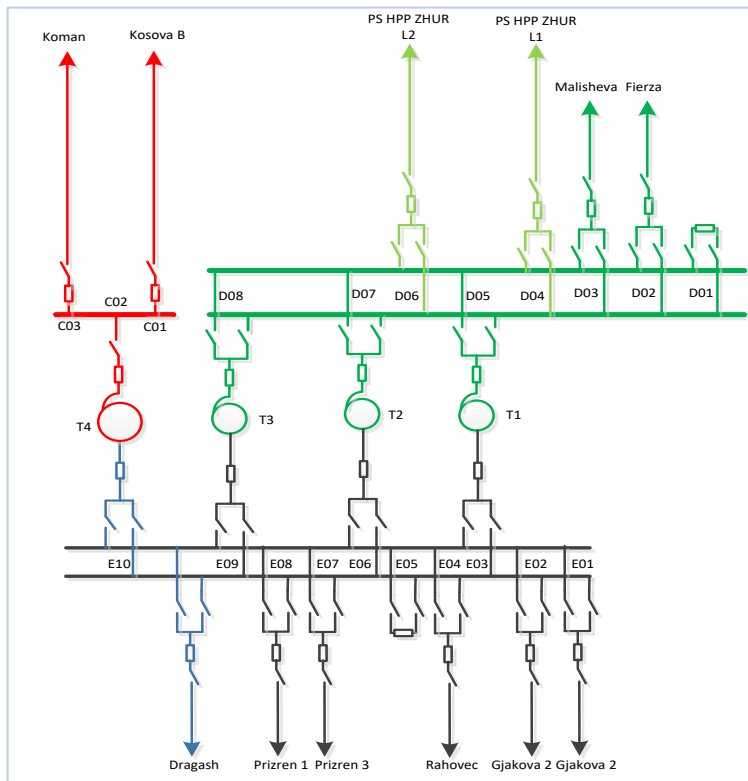 PS HPP ZHUR
L2
PS HPP ZHUR
L1
Koman
Kosova B
Malisheva
Fierza
C02
C03
C01
D08
D07
D06
D05
D04
D03
D02
D01
T4
T3
T2
T1
E10
E09
E08
E07
E06
E05
E04
E03
E02
E01
Dragash
Prizren 1
Prizren 3
Rahovec
Gjakova 2
Gjakova 2